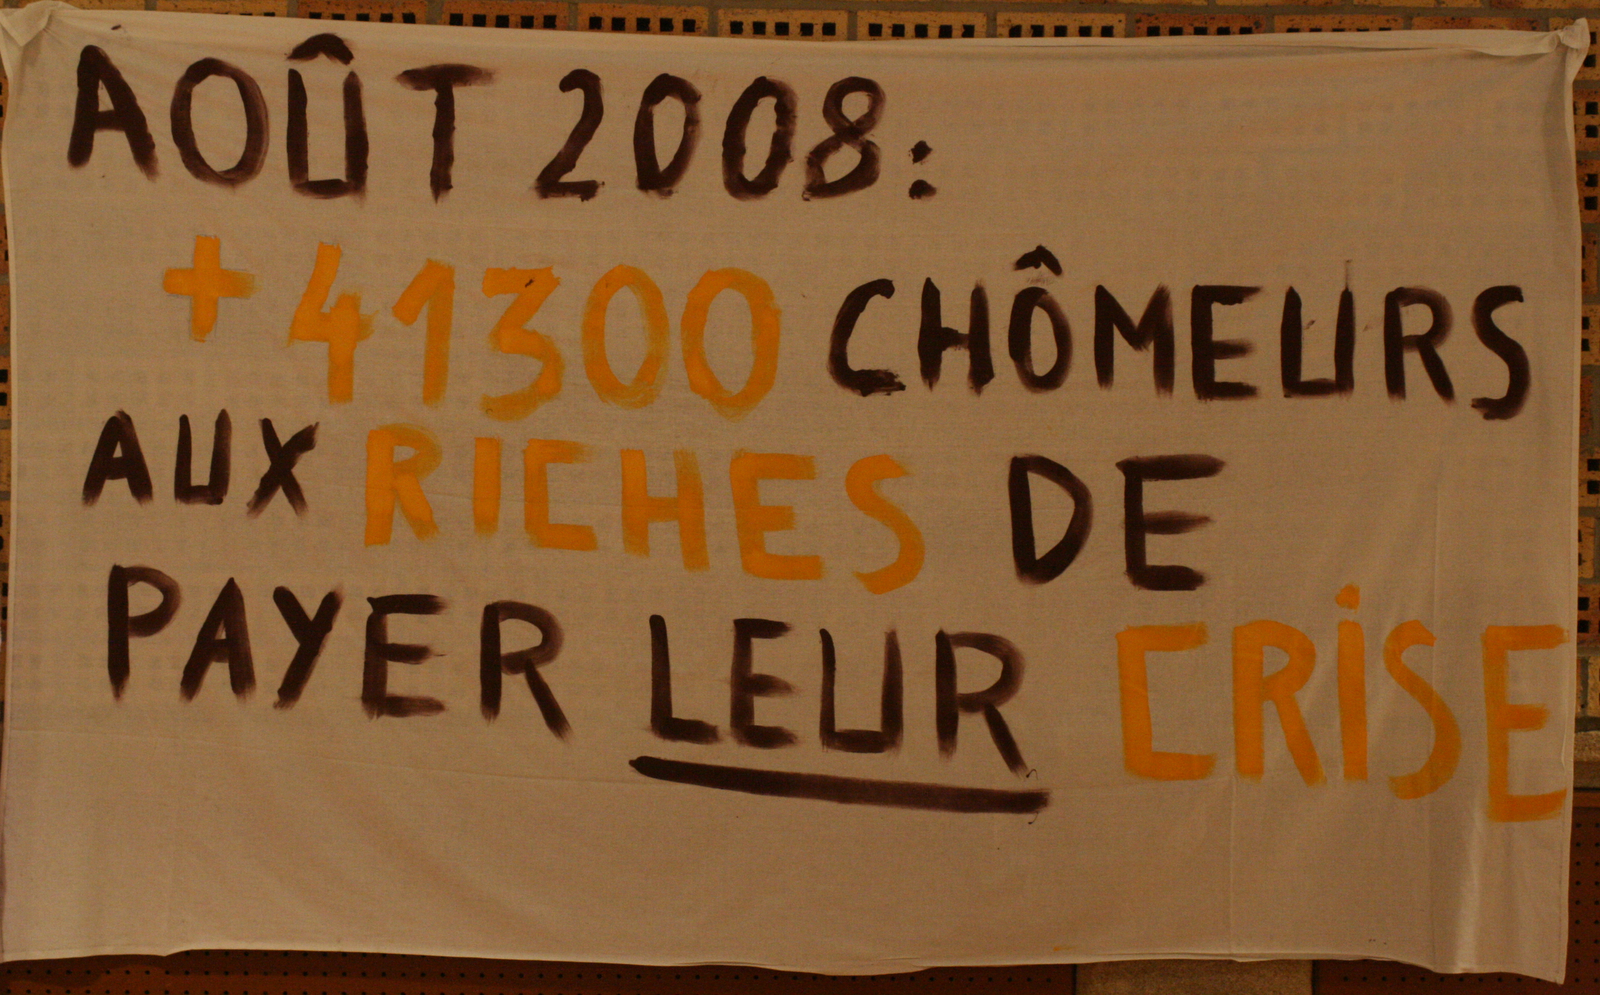 AOÛT 2008:
+41300 CHÔMEURS
AUX RICHES DE
PAYER LEUR CRISE